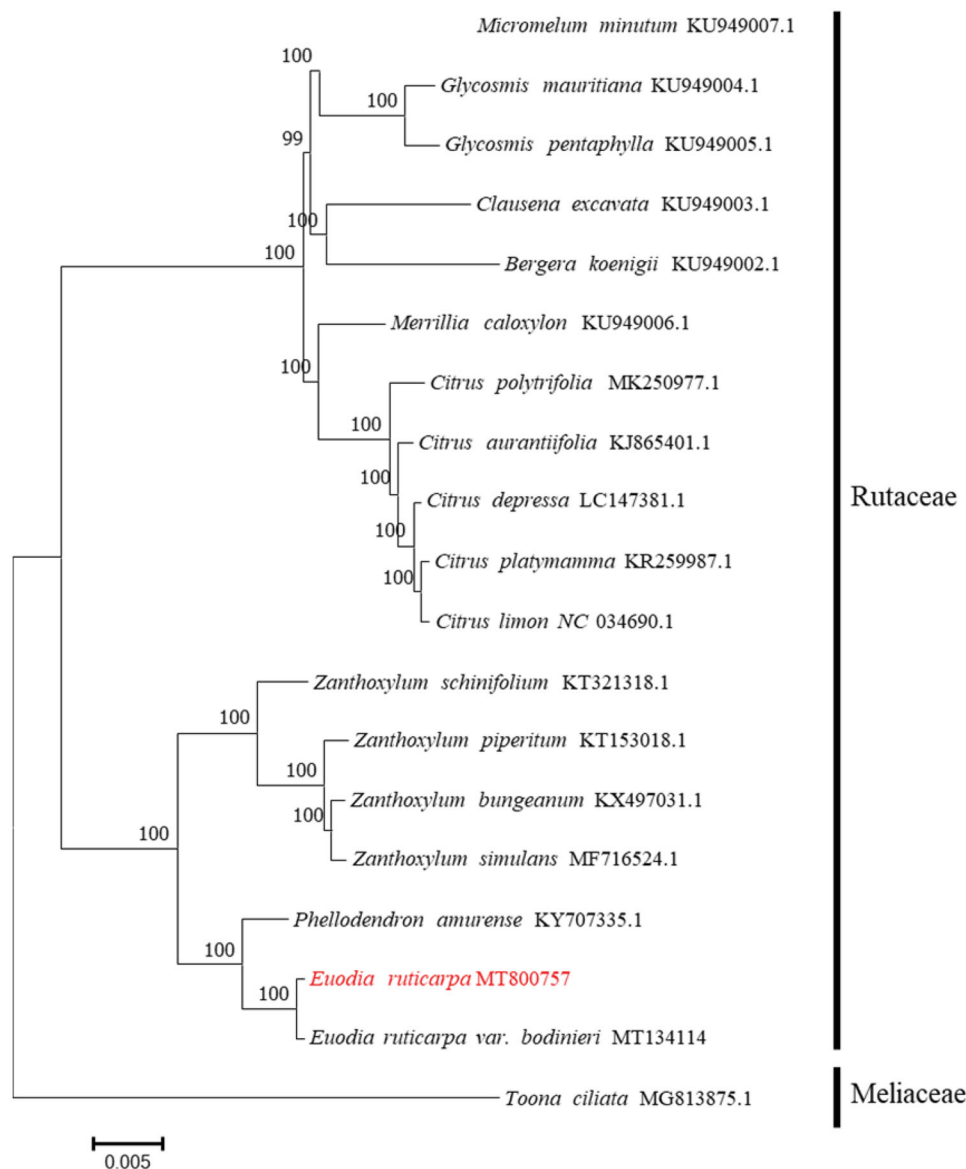 Micromelum minutum KU949007.1
100
Glycosmis mauritiana KU949004.1
100
Glycosmis pentaphylla KU949005.1
99
Clausena excavata KU949003.1
100
Bergera koenigii KU949002.1
100
Merrillia caloxylon KU949006.1
100
Citrus polytrifolia MK250977.1
100
Citrus aurantiifolia KJ865401.1
100
Citrus depressa LC147381.1
100
Citrus platymamma KR259987.1
100
Citrus limon NC 034690.1
Rutaceae
Zanthoxylum schinifolium KT321318.1
100
Zanthoxylum piperitum KT153018.1
100
Zanthoxylum bungeanum KX497031.1
100
Zanthoxylum simulans MF716524.1
100
Phellodendron amurense KY707335.1
100
Euodia ruticarpa MT800757
100
Euodia ruticarpa var. bodinieri MT134114
Toona ciliata MG813875.1
Meliaceae
0.005